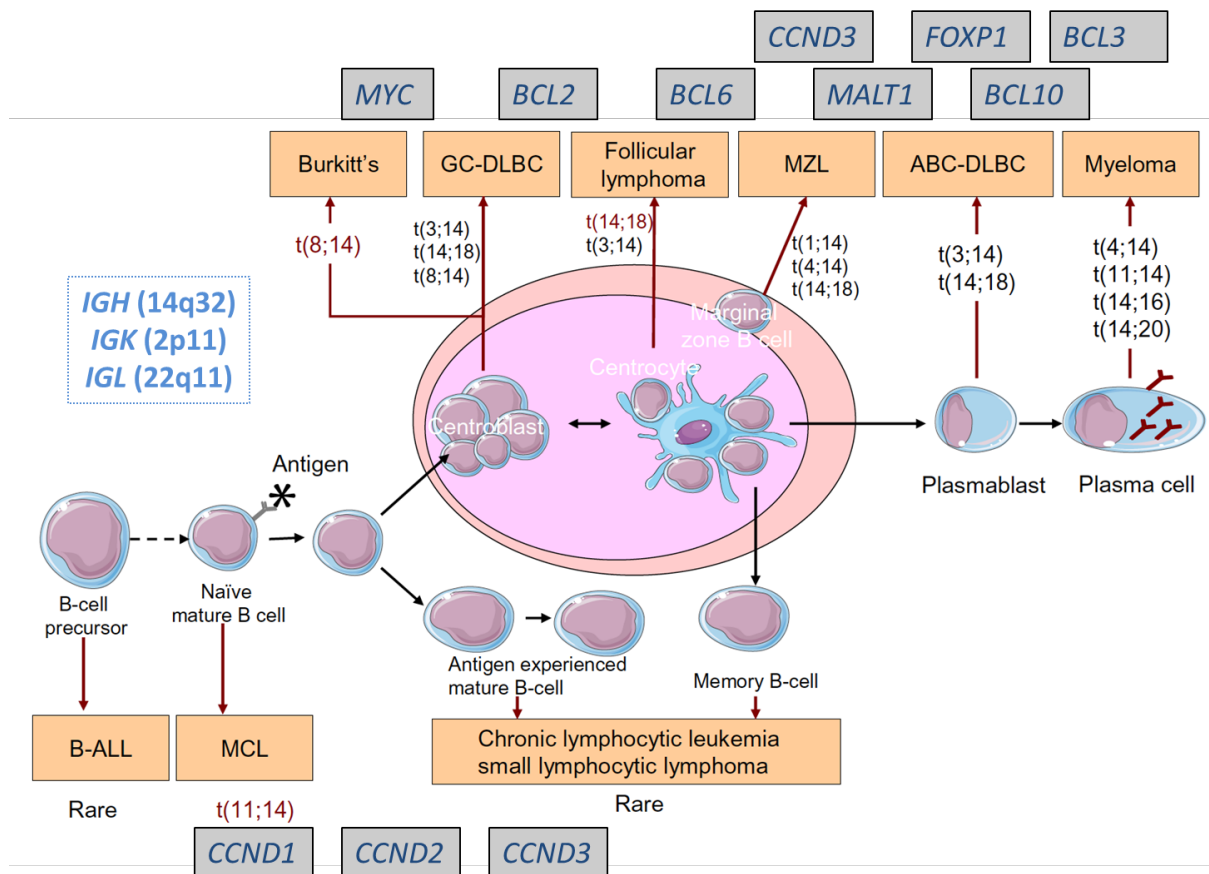 CCND3
FOXP1
BCL3
MYC
BCL2
BCL6
MALT1
BCL10
Burkitt's
GC-DLBC
Follicular
lymphoma
MZL
ABC-DLBC
Myeloma
t(8;14)
t(3;14)
t(14;18)
t(8;14)
t(14;18)
t(3;14)
t(1;14)
t(4;14)
t(14;18)
t(3;14)
t(14;18)
t(4;14)
t(11;14)
t(14;16)
t(14;20)
IGH (14q32)
IGK (2p11)
IGL (22q11)
Marginal
zone B cell
Centrocyte
Centroblast
Antigen
*
Plasmablast
Plasma cell
B-cell
precursor
Naïve
mature B cell
Antigen experienced
mature B-cell
Memory B-cell
B-ALL
MCL
Chronic lymphocytic leukemia
small lymphocytic lymphoma
Rare
t(11;14)
Rare
CCND1
CCND2
CCND3